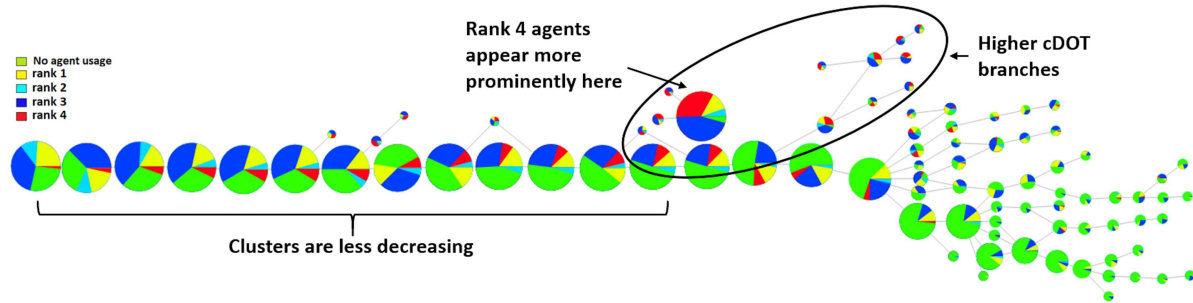 Rank 4 agents
appear more
prominently here
Higher cDOT
branches
No agent usage
rank 1
rank 2
rank 3
rank 4
Clusters are less decreasing